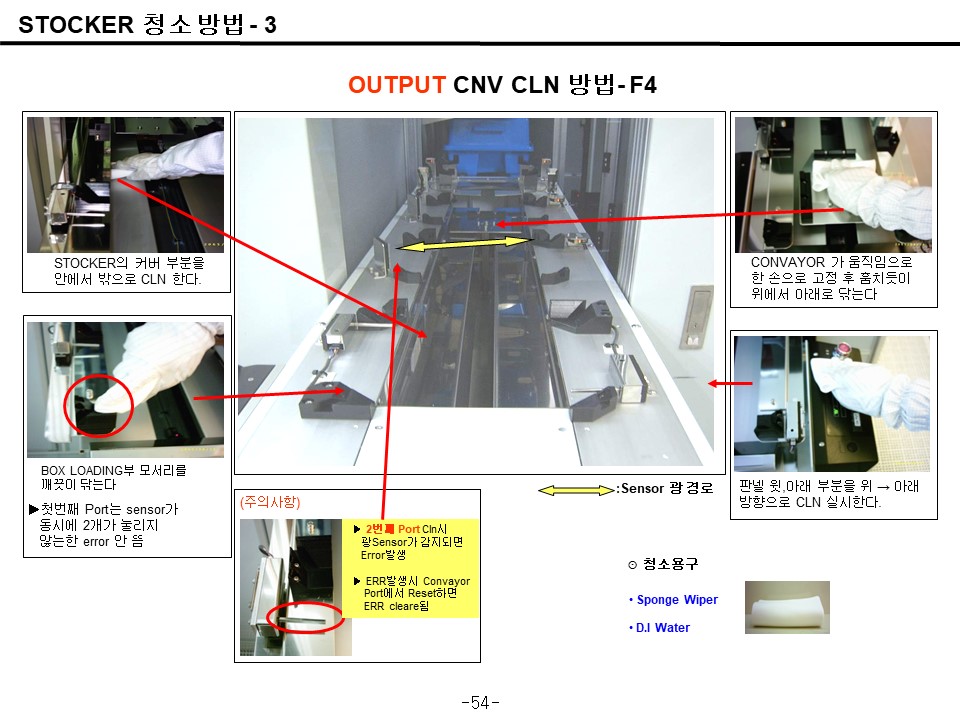 STOCKER 청소방법 - 3
OUTPUT CNV CLN 방법- F4
STOCKER의 커버 부분을
안에서 밖으로 CLN 한다.
CONVAYOR 가 움직임으로
한 손으로 고정 후 훔치듯이
위에서 아래로 닦는다
BOX LOADING부 모서리를
깨끗이 닦는다
▶첫번째 Port는 sensor가
동시에 2개가 눌리지
않는한 error 안 뜸
(주의사항)
▶ 2번째 Port Cln시
광Sensor가 감지되면
Error발생
▶ ERR발생시 Convayor
Port에서 Reset하면
ERR cleare됨
:Sensor 광 경로
판넬 윗,아래 부분을 위 → 아래
방향으로 CLN 실시한다.
⊙ 청소용구
• Sponge Wiper
• D.I Water
-54-